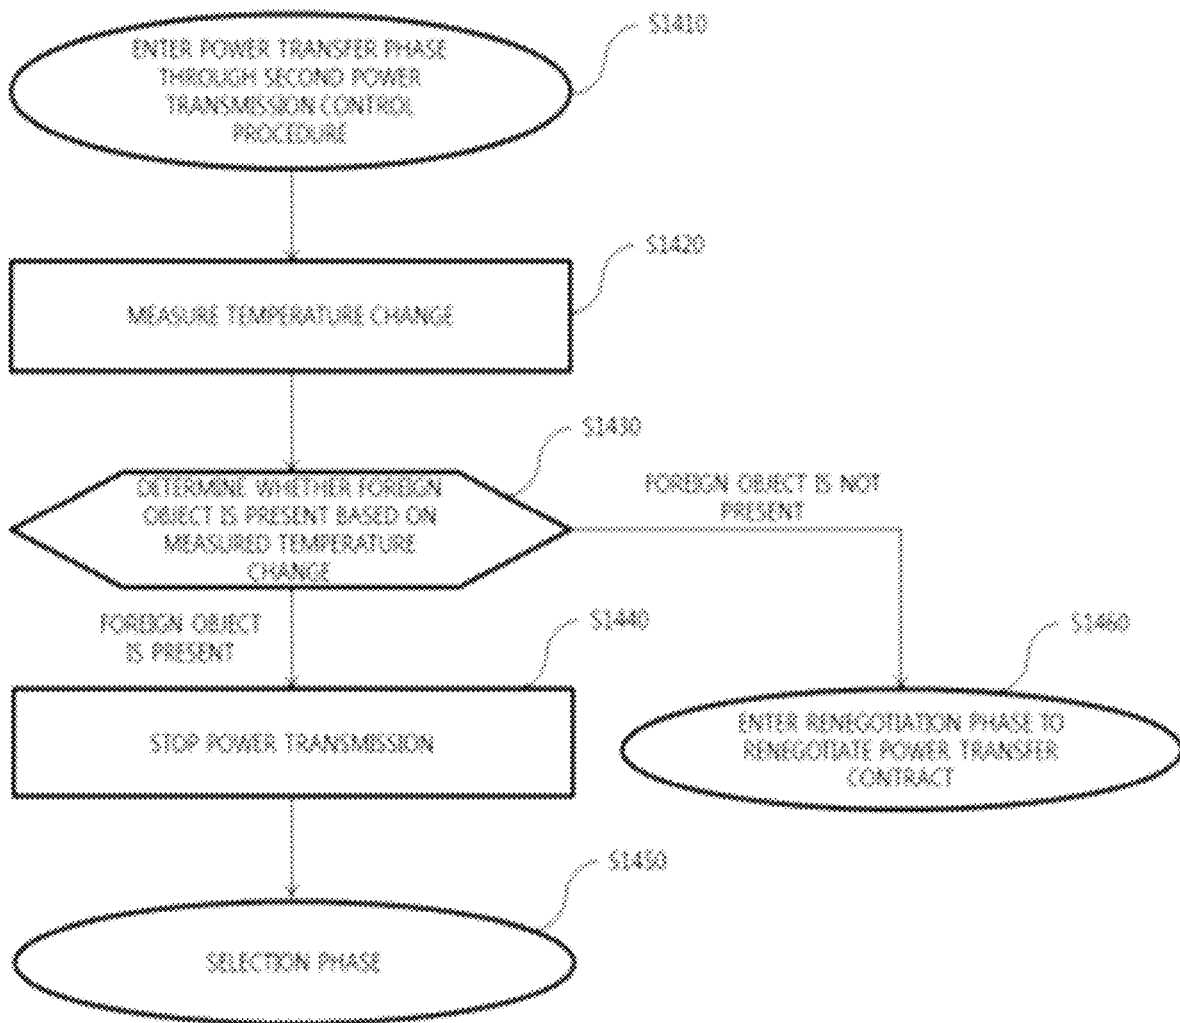 S1410
ENTER POWER TRANSFER PHASE
THROUGH SECOND POWER
TRANSMISSION CONTROL
PROCEDURE
S1420
MEASURE TEMPERATURE CHANGE
S1430
DETERMINE WHETHER FOREIGN
OBJECT IS PRESENT BASED ON
MEASURED TEMPERATURE
CHANGE
FOREIGN OBJECT IS NOT
PRESENT
FOREIGN OBJECT
IS PRESENT
S1440
STOP POWER TRANSMISSION
S1460
ENTER RENEGOTIATION PHASE TO
RENEGOTIATE POWER TRANSFER
CONTRACT
S1450
SELECTION PHASE